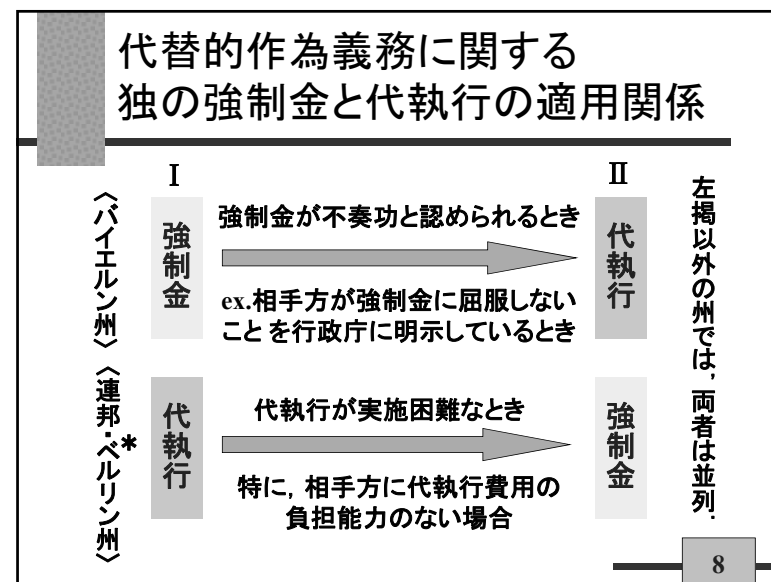 代替的作為義務に関する
独の強制金と代執行の適用関係
Ⅰ
Ⅱ
〈バイエルン州〉
強制金
強制金が不奏功と認められるとき
ex.相手方が強制金に屈服しない
ことを行政庁に明示しているとき
代執行
〈連邦・ベルリン州〉
*
代執行
代執行が実施困難なとき
特に，相手方に代執行費用の
負担能力のない場合
強制金
左掲以外の州では，両者は並列．
8